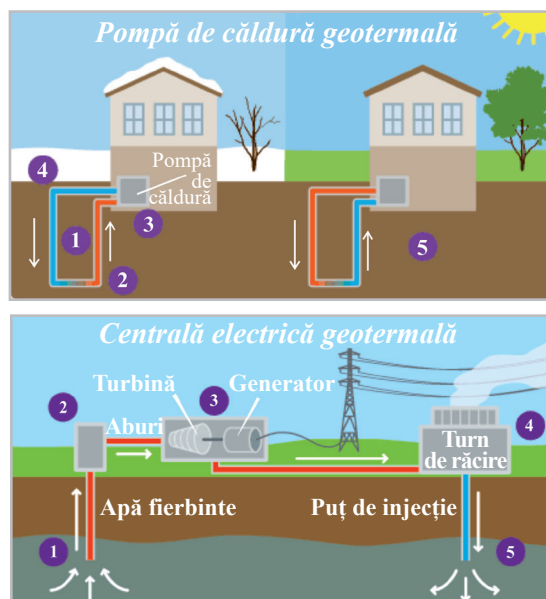 Pompă de căldură geotermală
4
Pompă
de
căldură
1
3
2
5
Centrală electrică geotermală
2
Turbină
3
Generator
Aburi
4
Turn
de răcire
Apă fierbinte
Puț de injecție
1
5